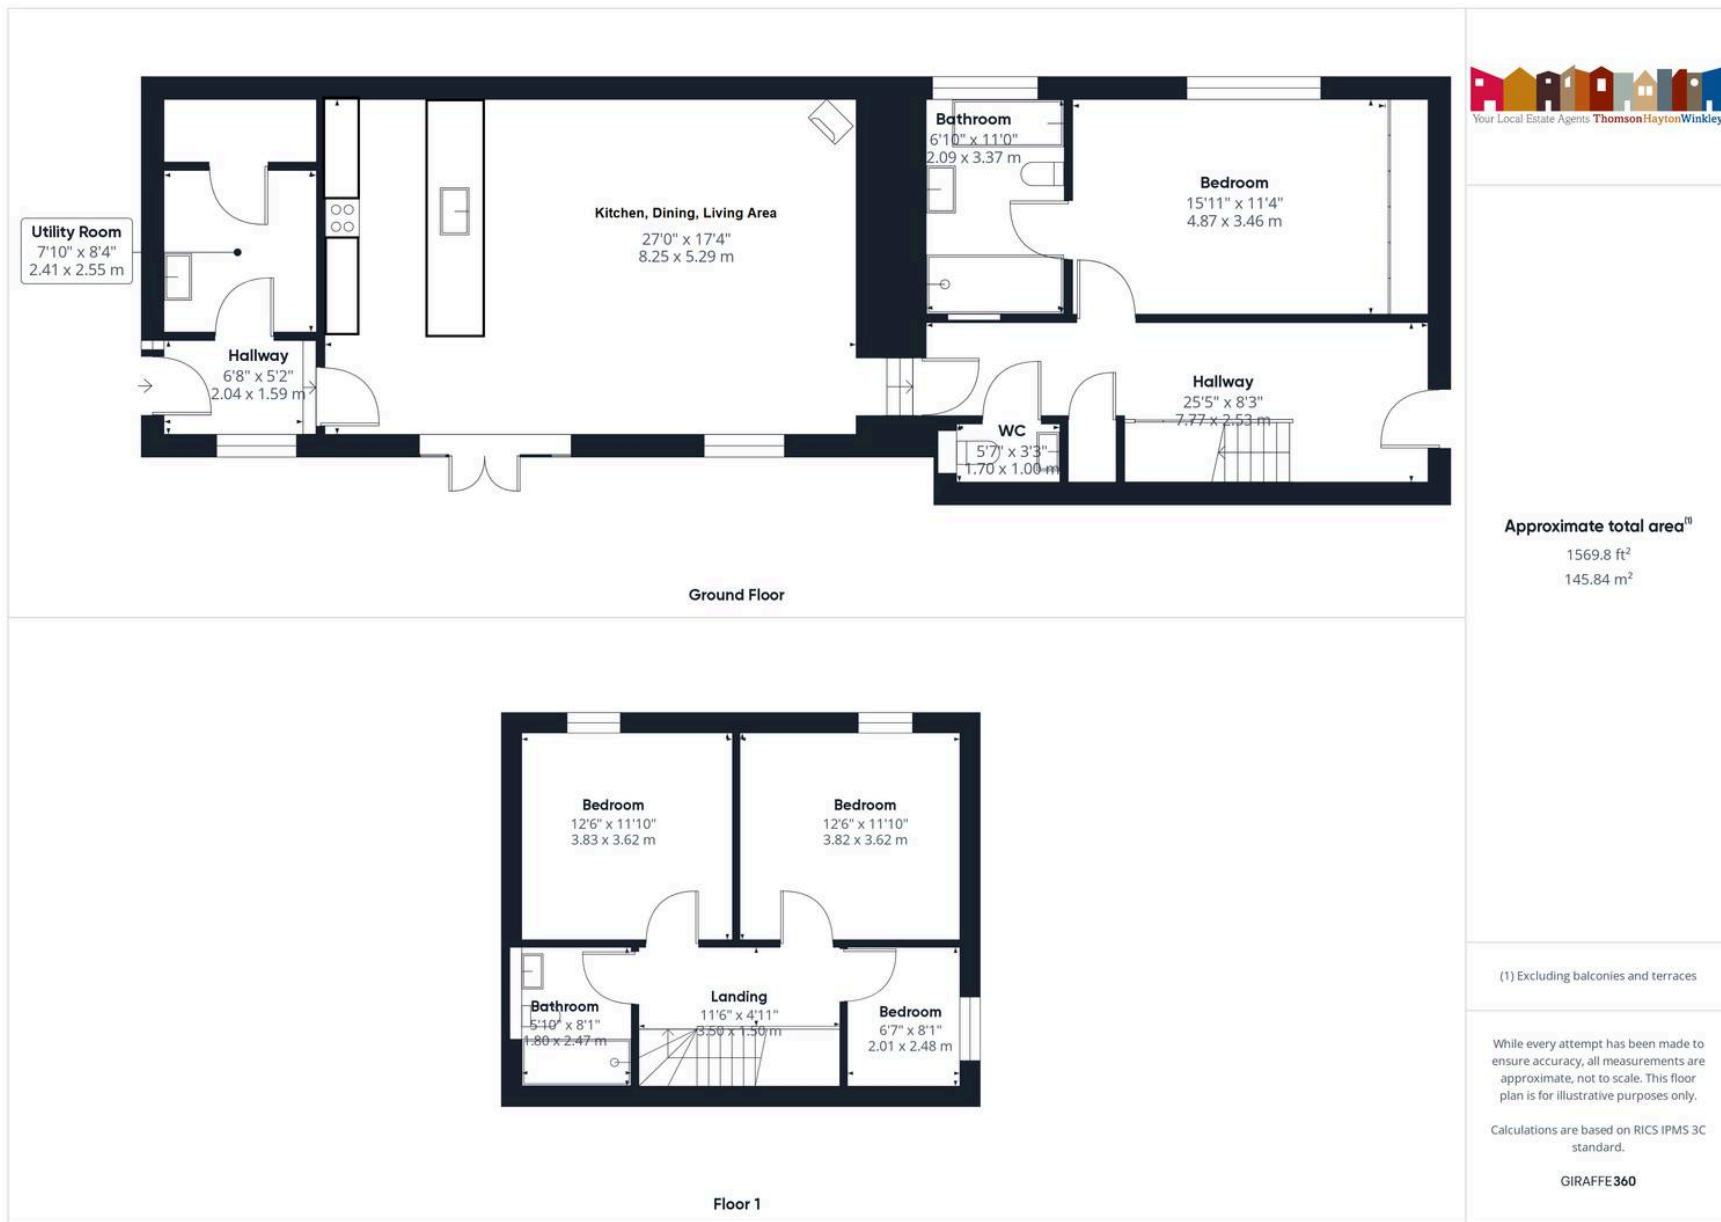 Utility Room
7'10" x 8'4"
2.41 x 2.55 m
Hallway
6'8" x 5'2"
2.04 x 1.59 m
Kitchen, Dining, Living Area
27'0" x 17'4"
8.25 x 5.29 m
Bathroom
6'10" x 11'0"
2.09 x 3.37 m
Bedroom
15'11" x 11'4"
4.87 x 3.46 m
Hallway
25'5" x 8'3"
7.77 x 2.53 m
WC
5'7" x 3'3"
1.70 x 1.00 m
Ground Floor
Bedroom
12'6" x 11'10"
3.83 x 3.62 m
Bedroom
12'6" x 11'10"
3.82 x 3.62 m
Bathroom
5'10" x 8'1"
1.80 x 2.47 m
Landing
11'6" x 4'11"
3.50 x 1.50 m
Bedroom
6'7" x 8'1"
2.01 x 2.48 m
Floor 1
Your Local Estate Agents ThomsonHaytonWinkley
Approximate total area⁽¹⁾
1569.8 ft²
145.84 m²
(1) Excluding balconies and terraces
While every attempt has been made to
ensure accuracy, all measurements are
approximate, not to scale. This floor
plan is for illustrative purposes only.
Calculations are based on RICS IPMS 3C
standard.
GIRAFFE360